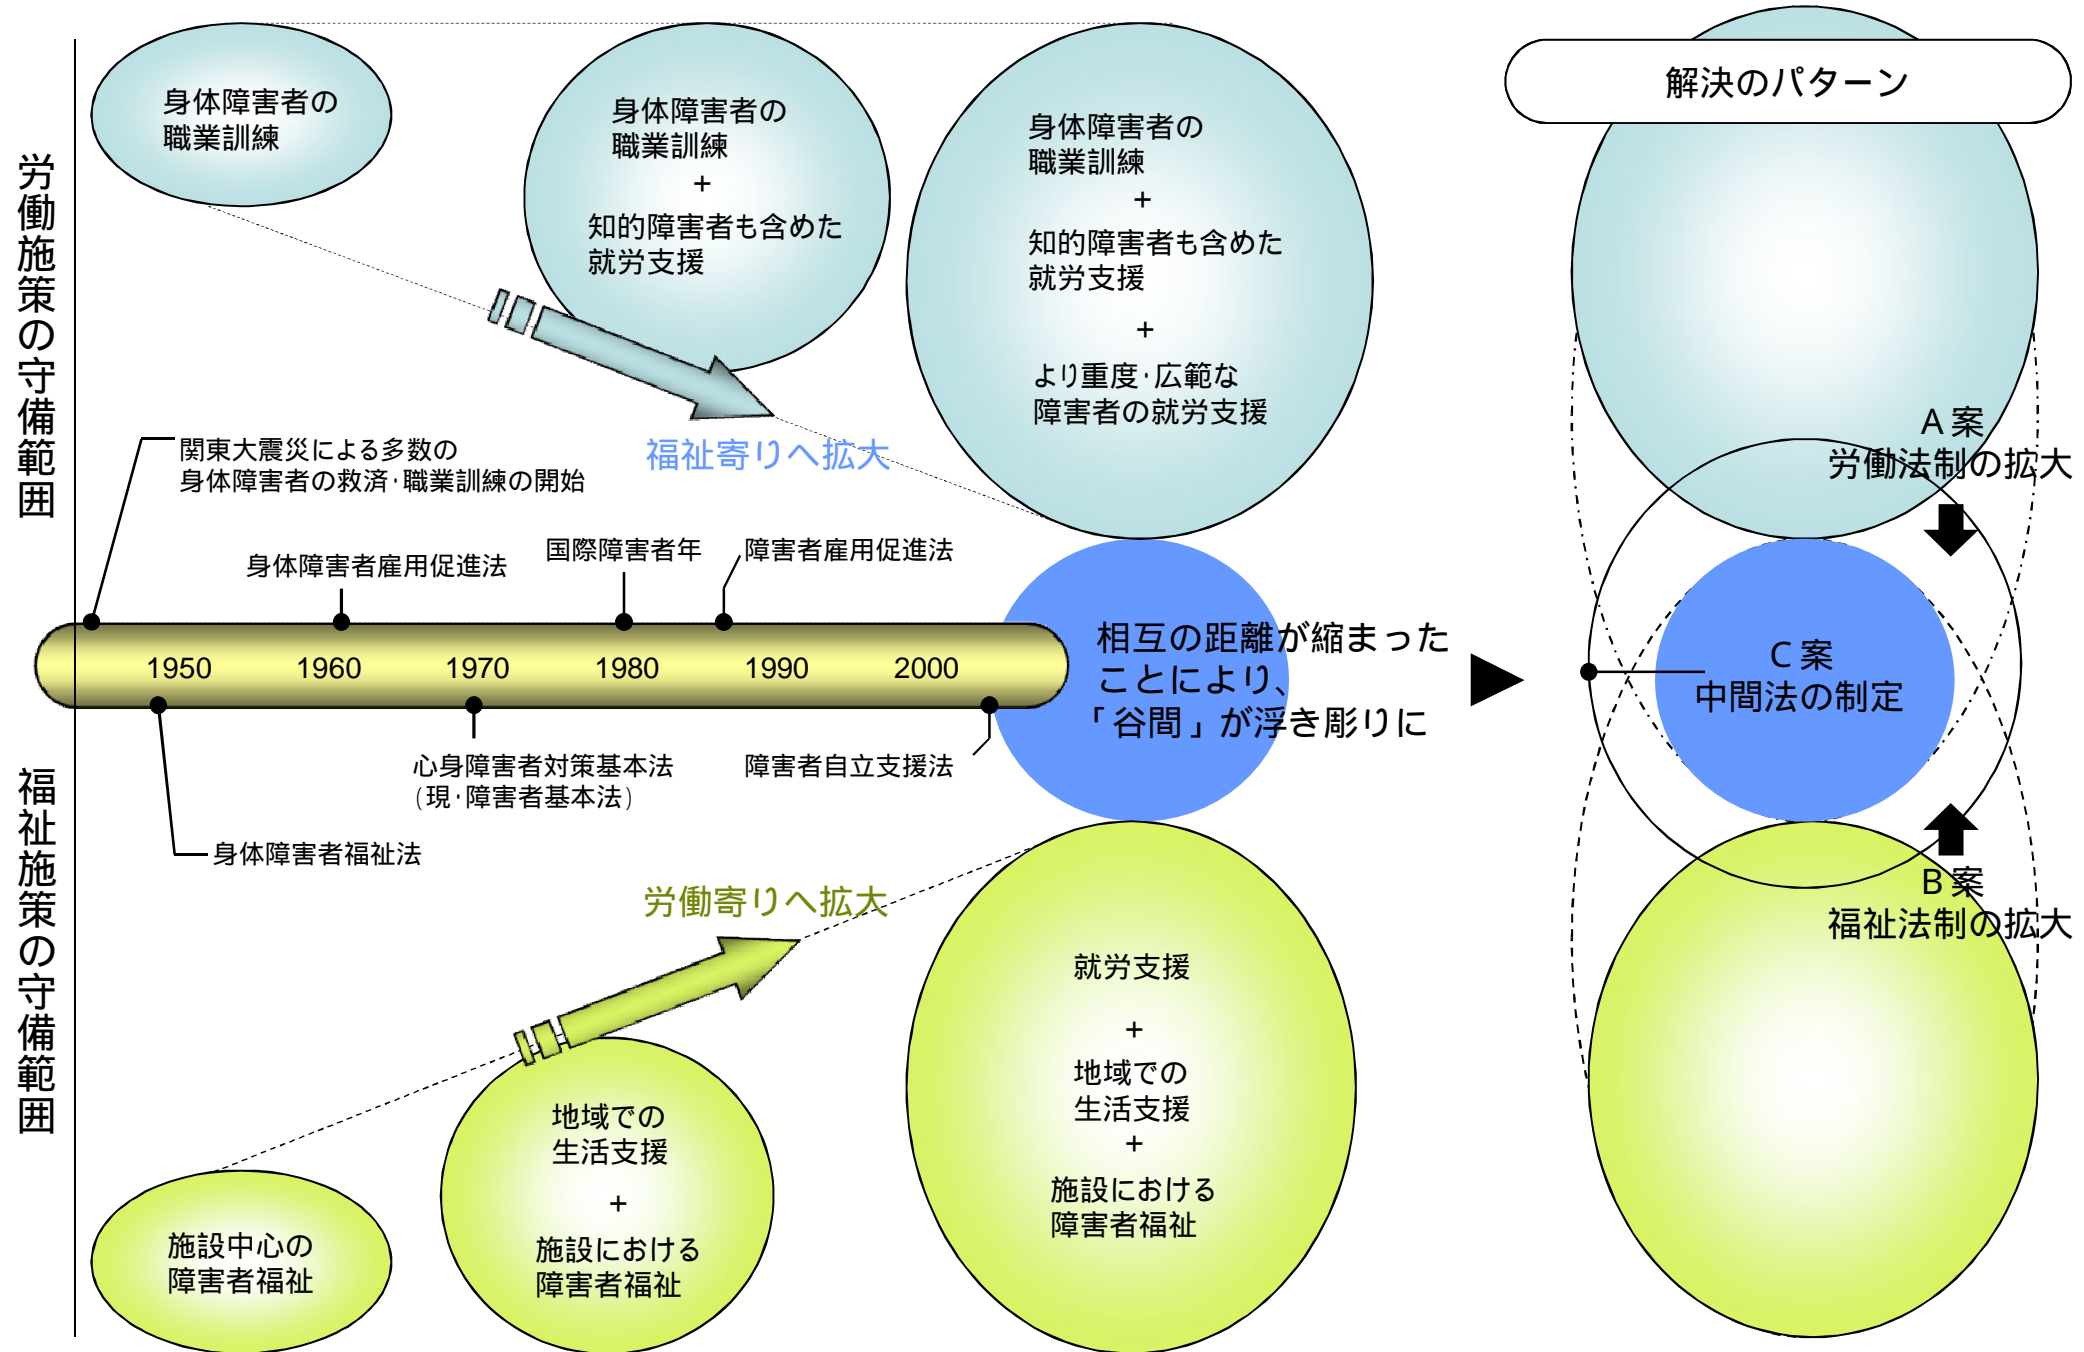 労働施策の守備範囲
福祉施策の守備範囲
身体障害者の
職業訓練
身体障害者の
職業訓練
+
知的障害者も含めた
就労支援
身体障害者の
職業訓練
+
知的障害者も含めた
就労支援
+
より重度・広範な
障害者の就労支援
福祉寄りへ拡大
関東大震災による多数の
身体障害者の救済・職業訓練の開始
身体障害者雇用促進法
国際障害者年
障害者雇用促進法
1950
1960
1970
1980
1990
2000
相互の距離が縮まった
ことにより、
「谷間」が浮き彫りに
心身障害者対策基本法
(現・障害者基本法)
障害者自立支援法
身体障害者福祉法
労働寄りへ拡大
施設中心の
障害者福祉
地域での
生活支援
+
施設における
障害者福祉
就労支援
+
地域での
生活支援
+
施設における
障害者福祉
解決のパターン
A案
労働法制の拡大
C案
中間法の制定
B案
福祉法制の拡大